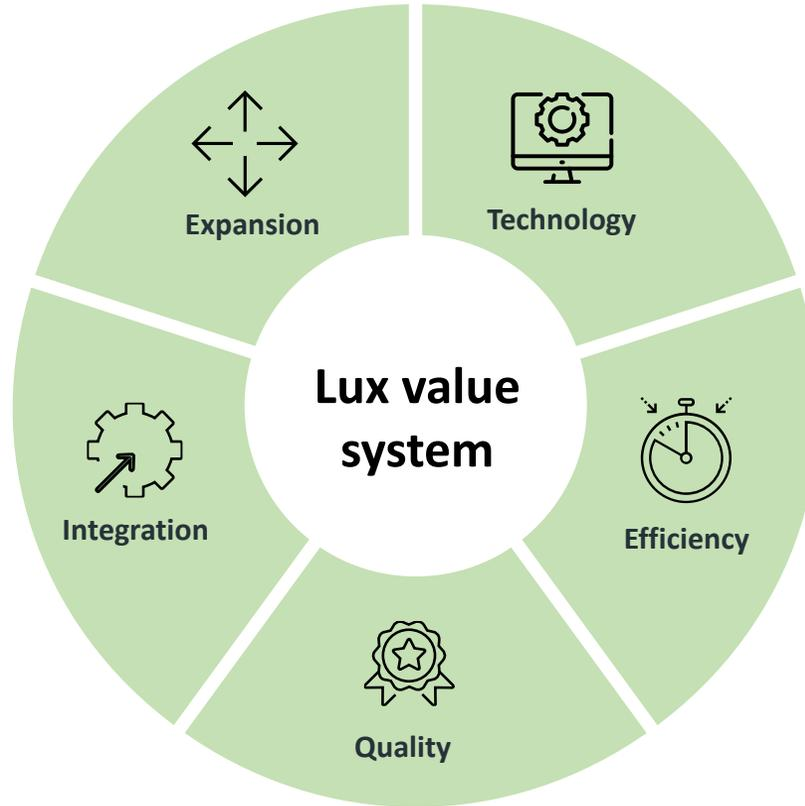 Expansion
Technology
Lux value
system
Integration
Efficiency
Quality